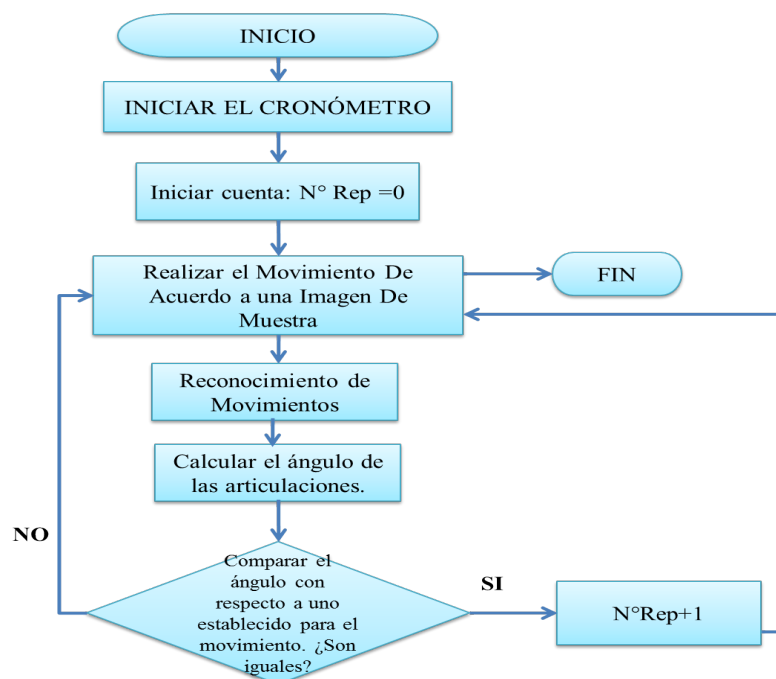 INICIO
INICIAR EL CRONÓMETRO
Iniciar cuenta: N° Rep =0
Realizar el Movimiento De
Acuerdo a una Imagen De
Muestra
FIN
Reconocimiento de
Movimientos
Calcular el ángulo de
las articulaciones.
NO
Comparar el
ángulo con
respecto a uno
establecido para el
movimiento. ¿Son
iguales?
SI
N°Rep+1